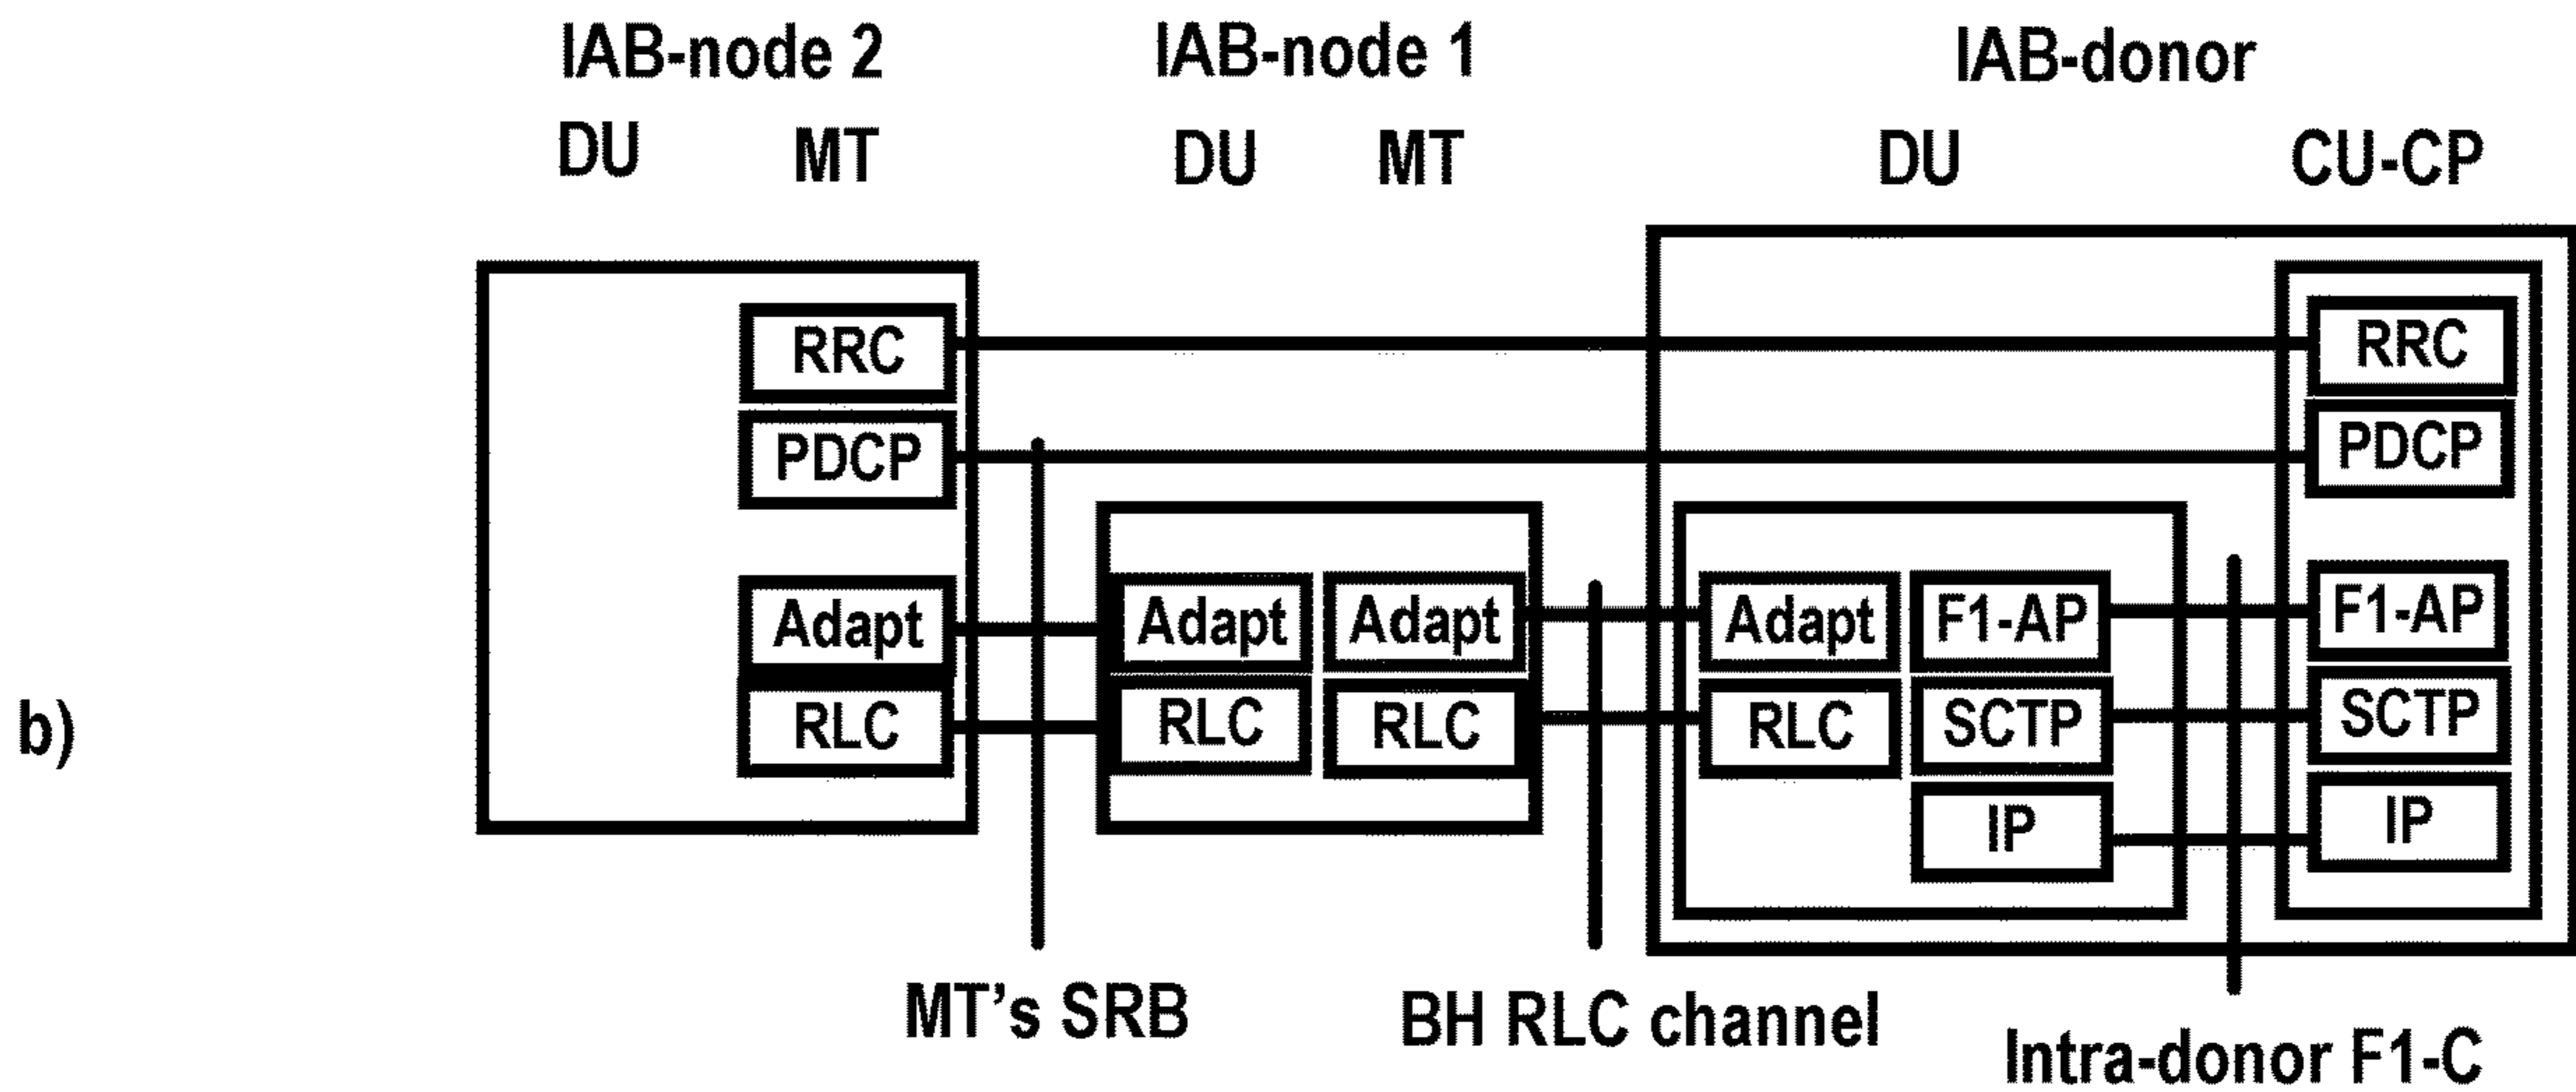 IAB-node 2 IAB-node 1 IAB-donor
DU MT DU MT DU CU-CP
RRC RRC
PDCP PDCP
Adapt Adapt Adapt Adapt F1-AP F1-AP
RLC RLC RLC RLC SCTP SCTP
b)
IP IP
MT's SRB BH RLC channel
Intra-donor F1-C